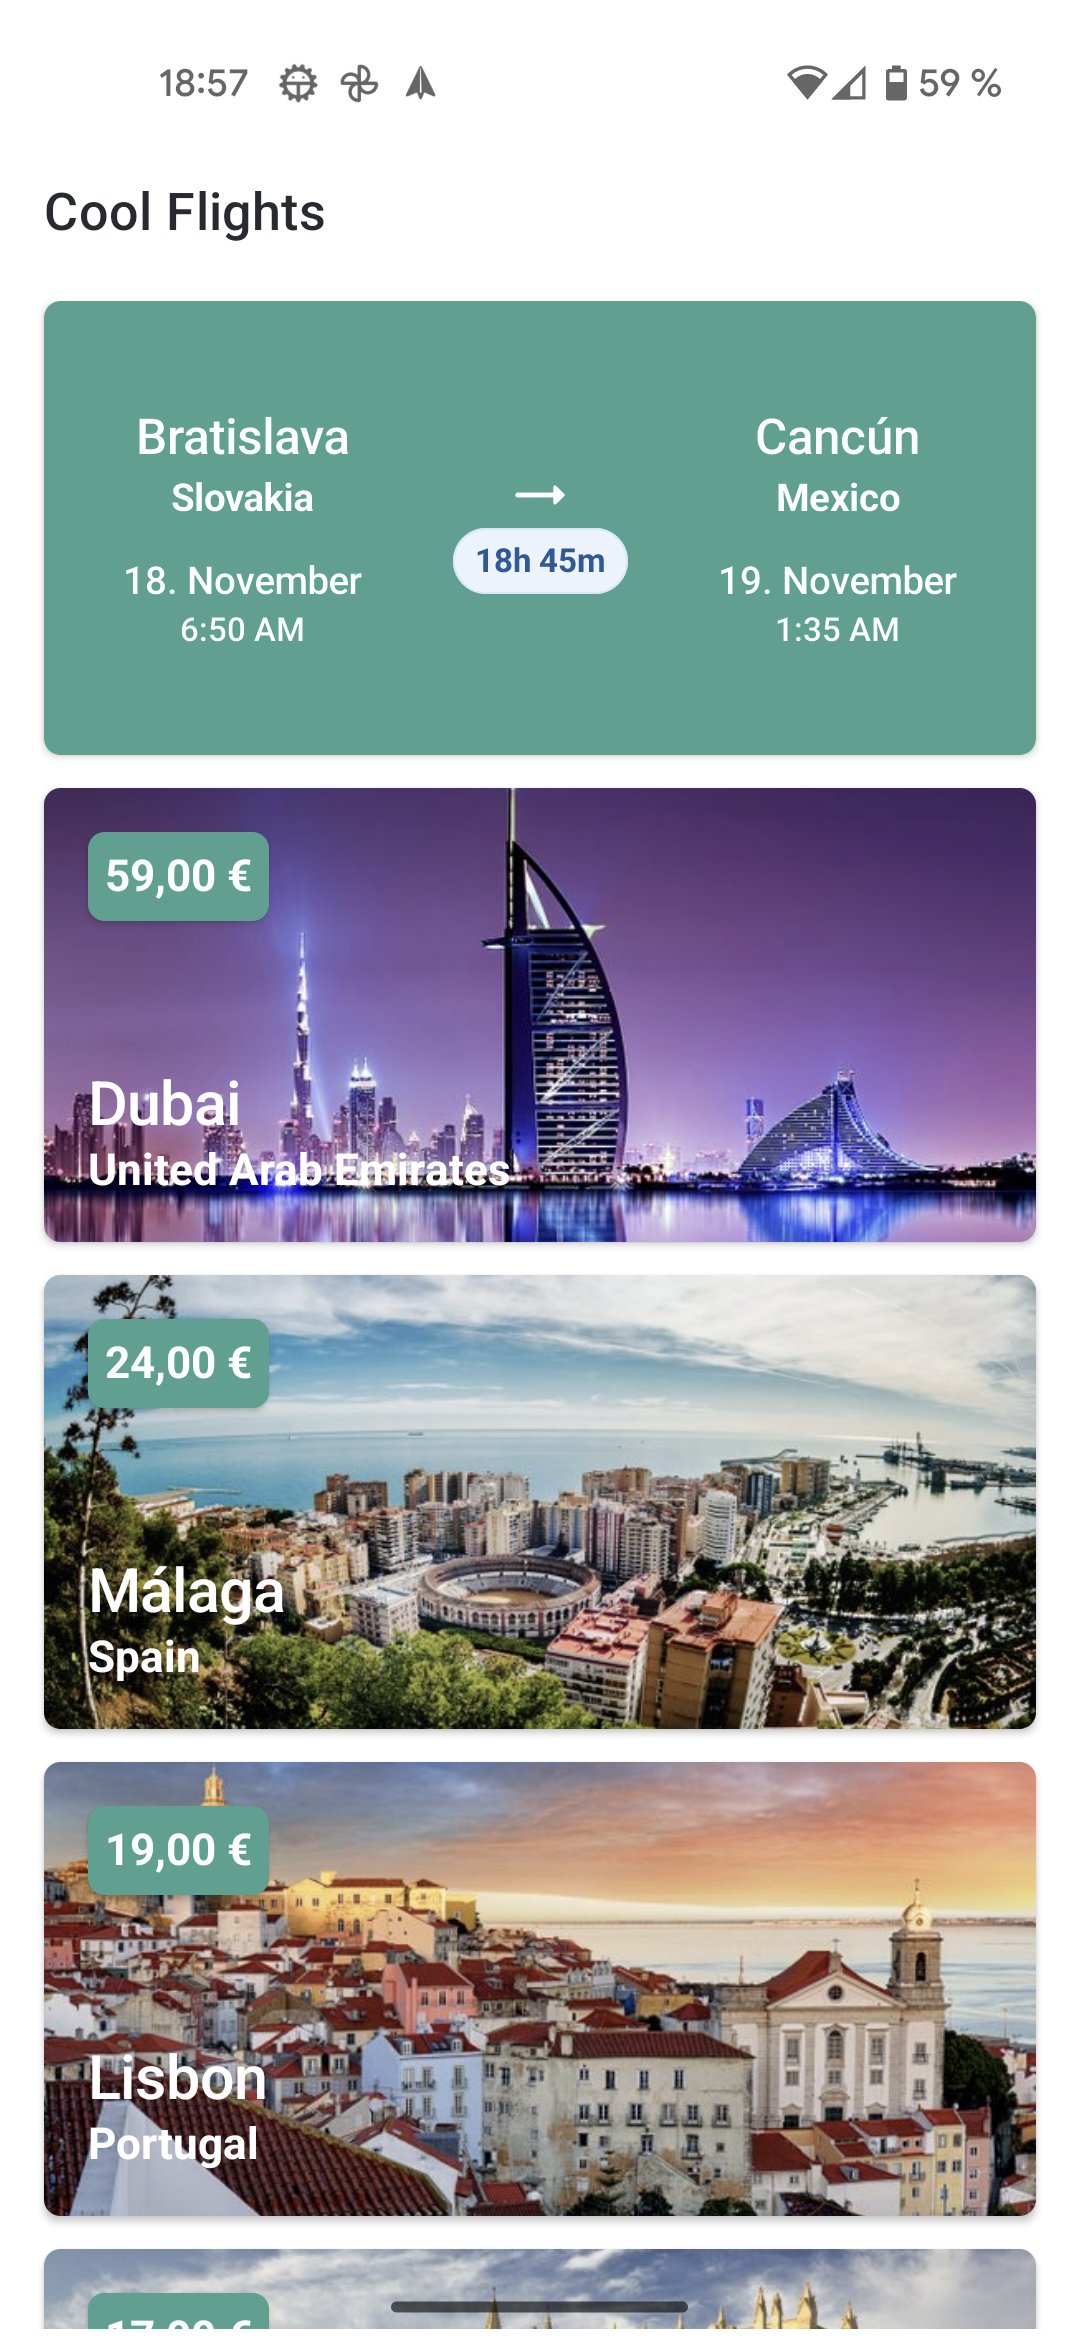 18:57
59 %
Cool Flights
Bratislava
Slovakia
18. November
6:50 AM
18h 45m
Cancún
Mexico
19. November
1:35 AM
59,00 €
Dubai
United Arab Emirates
24,00 €
Málaga
Spain
19,00 €
Lisbon
Portugal